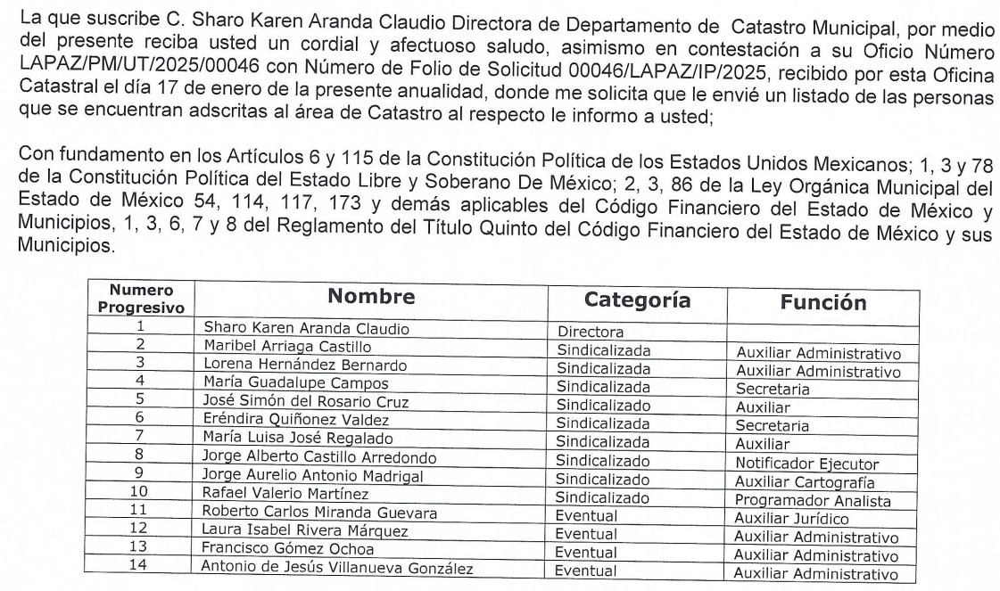 La que suscribe C. Sharo Karen Aranda Claudio Directora de Departamento de Catastro Municipal, por medio
del presente reciba usted un cordial y afectuoso saludo, asimismo en contestación a su Oficio Número
LAPAZ/PM/UT/2025/00046 con Número de Folio de Solicitud 00046/LAPAZ/IP/2025, recibido por esta Oficina
Catastral el día 17 de enero de la presente anualidad, donde me solicita que le envié un listado de las personas
que se encuentran adscritas al área de Catastro al respecto le informo a usted;
Con fundamento en los Artículos 6 y 115 de la Constitución Política de los Estados Unidos Mexicanos; 1, 3 y 78
de la Constitución Política del Estado Libre y Soberano De México; 2, 3, 86 de la Ley Orgánica Municipal del
Estado de México 54, 114, 117, 173 y demás aplicables del Código Financiero del Estado de México y
Municipios, 1, 3, 6, 7 y 8 del Reglamento del Título Quinto del Código Financiero del Estado de México y sus
Municipios.
Numero Progresivo Nombre Categoría Función
1 Sharo Karen Aranda Claudio Directora
2 Maribel Arriaga Castillo Sindicalizada Auxiliar Administrativo
3 Lorena Hernández Bernardo Sindicalizada Auxiliar Administrativo
4 María Guadalupe Campos Sindicalizada Secretaria
5 José Simón del Rosario Cruz Sindicalizado Auxiliar
6 Eréndira Quiñonez Valdez Sindicalizada Secretaria
7 María Luisa José Regalado Sindicalizada Auxiliar
8 Jorge Alberto Castillo Arredondo Sindicalizado Notificador Ejecutor
9 Jorge Aurelio Antonio Madrigal Sindicalizado Auxiliar Cartografía
10 Rafael Valerio Martínez Sindicalizado Programador Analista
11 Roberto Carlos Miranda Guevara Eventual Auxiliar Jurídico
12 Laura Isabel Rivera Márquez Eventual Auxiliar Administrativo
13 Francisco Gómez Ochoa Eventual Auxiliar Administrativo
14 Antonio de Jesús Villanueva González Eventual Auxiliar Administrativo